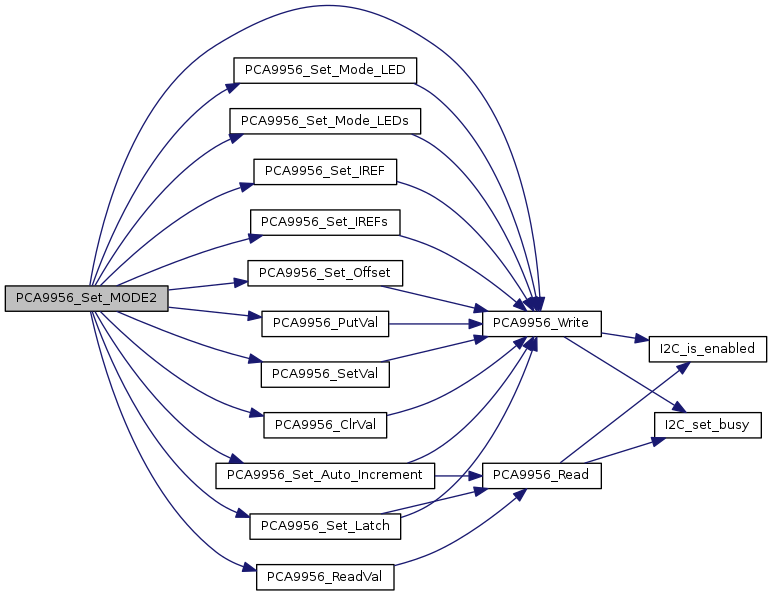 PCA9956_Set_MODE2
PCA9956_Set_Mode_LED
PCA9956_Set_Mode_LEDs
PCA9956_Set_IREF
PCA9956_Set_IREFs
PCA9956_Set_Offset
PCA9956_PutVal
PCA9956_SetVal
PCA9956_ClrVal
PCA9956_Set_Auto_Increment
PCA9956_Set_Latch
PCA9956_ReadVal
PCA9956_Write
PCA9956_Read
I2C_is_enabled
I2C_set_busy